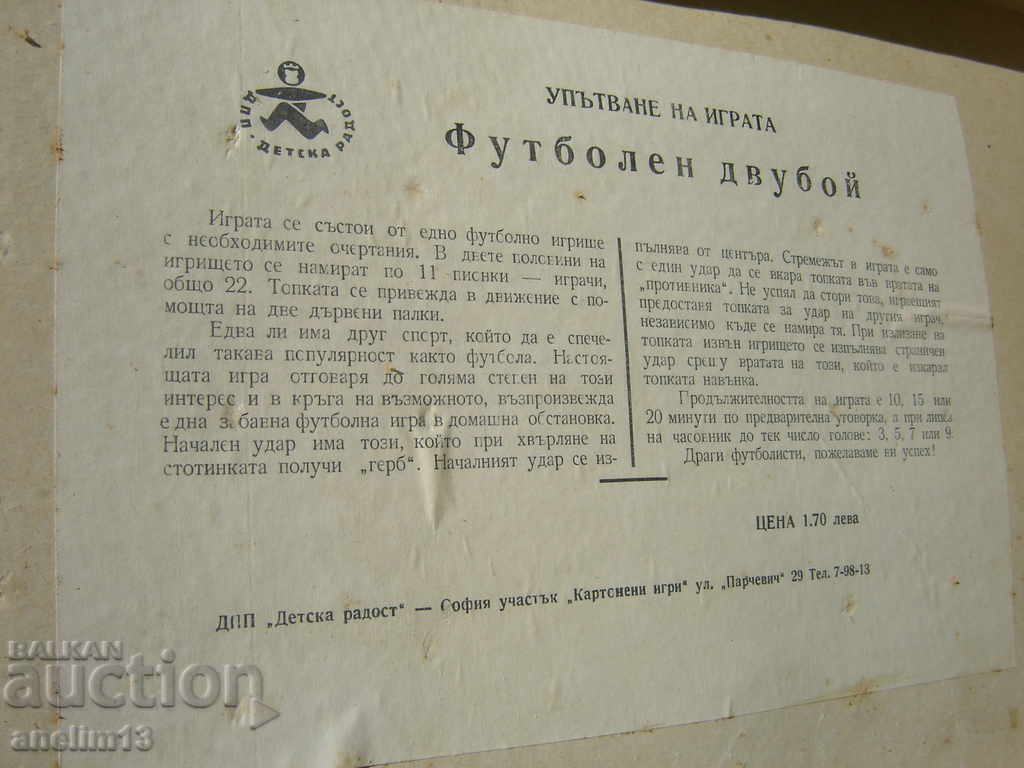 ДПП · ДЕТСКА РАДОСТ
УПЪТВАНЕ НА ИГРАТА
Футболен двубой
Играта се състои от едно футболно игрише
с необходимите очертания. В двете половини на
игрището се намират по 11 пионки — играчи,
общо 22. Топката се привежда в движение с по-
мощта на две дървени палки.
Едва ли има друг спорт, който да е спече-
лил такава популярност както футбола. Настоя-
щата игра отговаря до голяма степен на този
интерес и в кръга на възможното, възпроизвежда
една забавна футболна игра в домашна обстановка.
Начален удар има този, който при хвърляне на
стотинката получи „герб“. Началният удар се из-
пълнява от центъра. Стремежът в играта е само
с един удар да се вкара топката във вратата на
„противника“. Не успял да стори това, играещият
предоставя топката за удар на другия играч,
независимо къде се намира тя. При излизане на
топката извън игрището се изпълнява страничен
удар срещу вратата на този, който е изкарал
топката навънка.
Продължителността на играта е 10, 15 или
20 минути по предварителна уговорка, а при липса
на часовник до тек число голове: 3, 5, 7 или 9.
Драги футболисти, пожелаваме ви успех!
ЦЕНА 1.70 лева
ДПП „Детска радост“ — София участък „Картонени игри“ ул. „Парчевич“ 29 Тел. 7-98-13
BALKAN
auction
anelim13